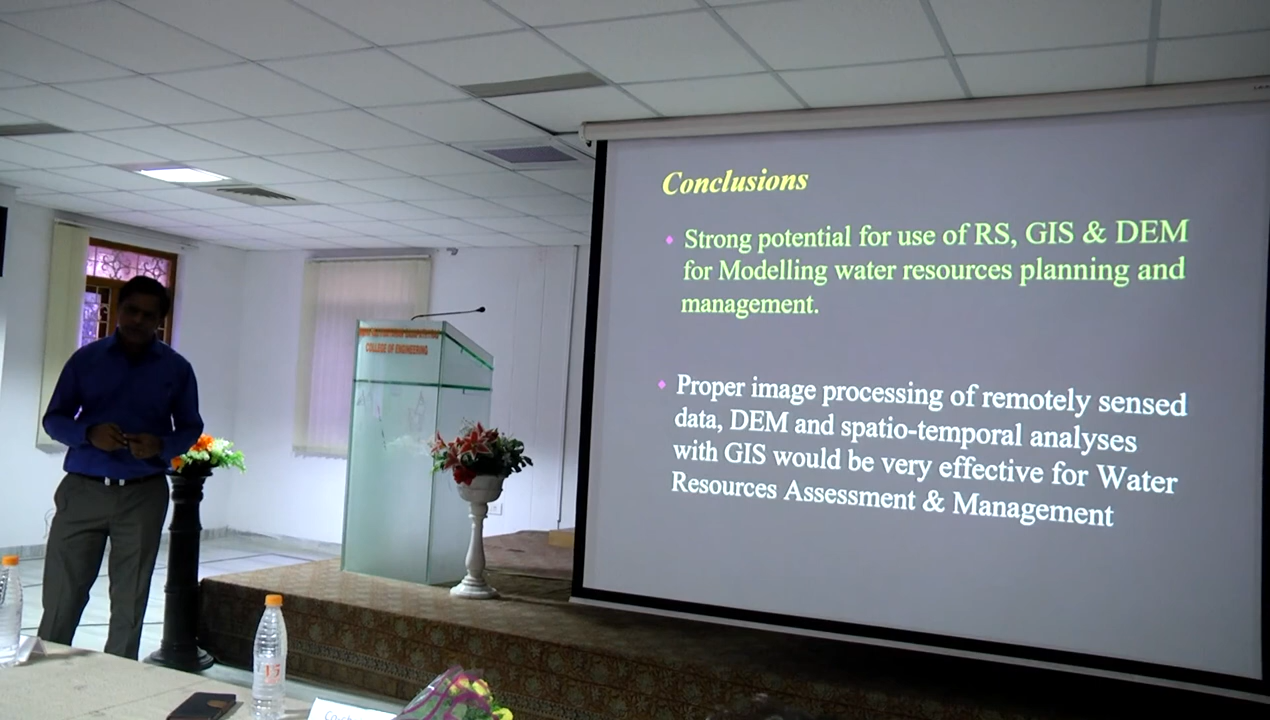 Conclusions
Strong potential for use of RS, GIS & DEM
for Modelling water resources planning and
management.
Proper image processing of remotely sensed
data, DEM and spatio-temporal analyses
with GIS would be very effective for Water
Resources Assessment & Management
COLLEGE OF ENGINEERING
15